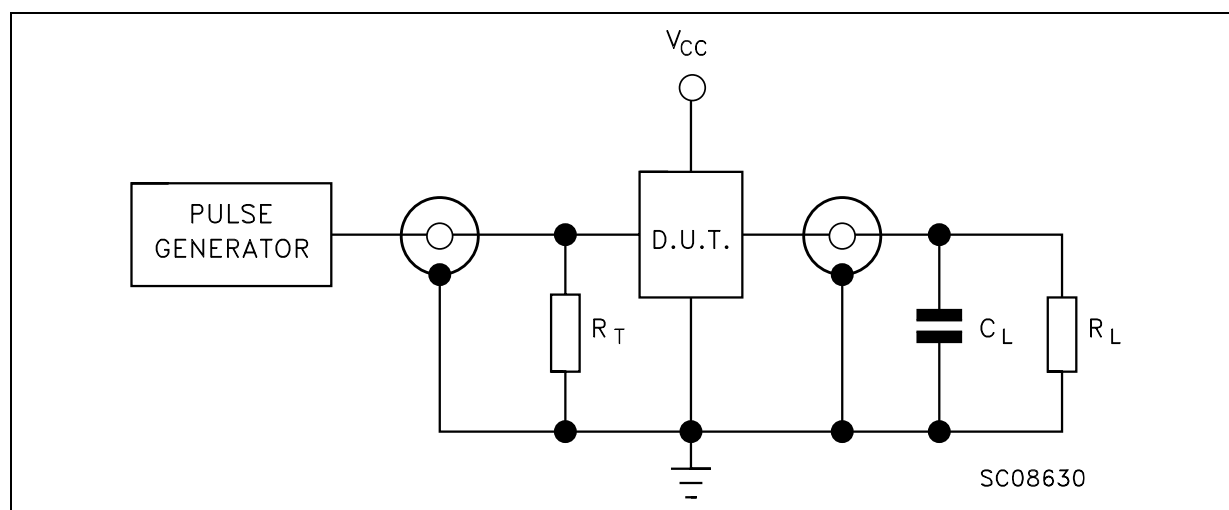 VCC
PULSE
GENERATOR
D.U.T.
RT
CL
RL
SC08630